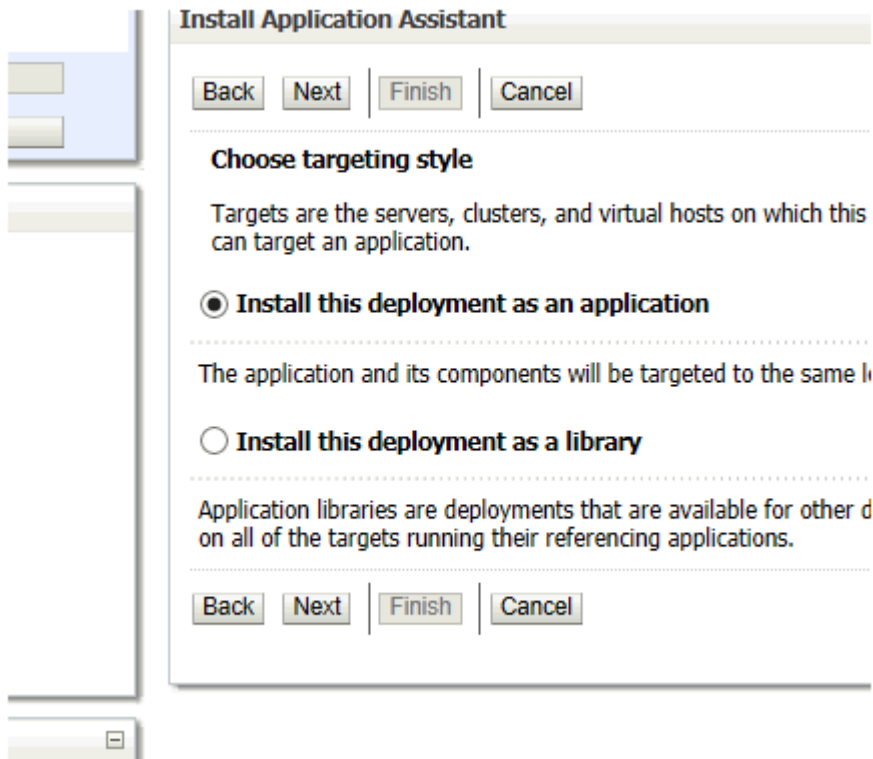 Install Application Assistant
Back Next Finish Cancel
Choose targeting style
Targets are the servers, clusters, and virtual hosts on which this
can target an application.
Install this deployment as an application
The application and its components will be targeted to the same
Install this deployment as a library
Application libraries are deployments that are available for other
on all of the targets running their referencing applications.
Back Next Finish Cancel